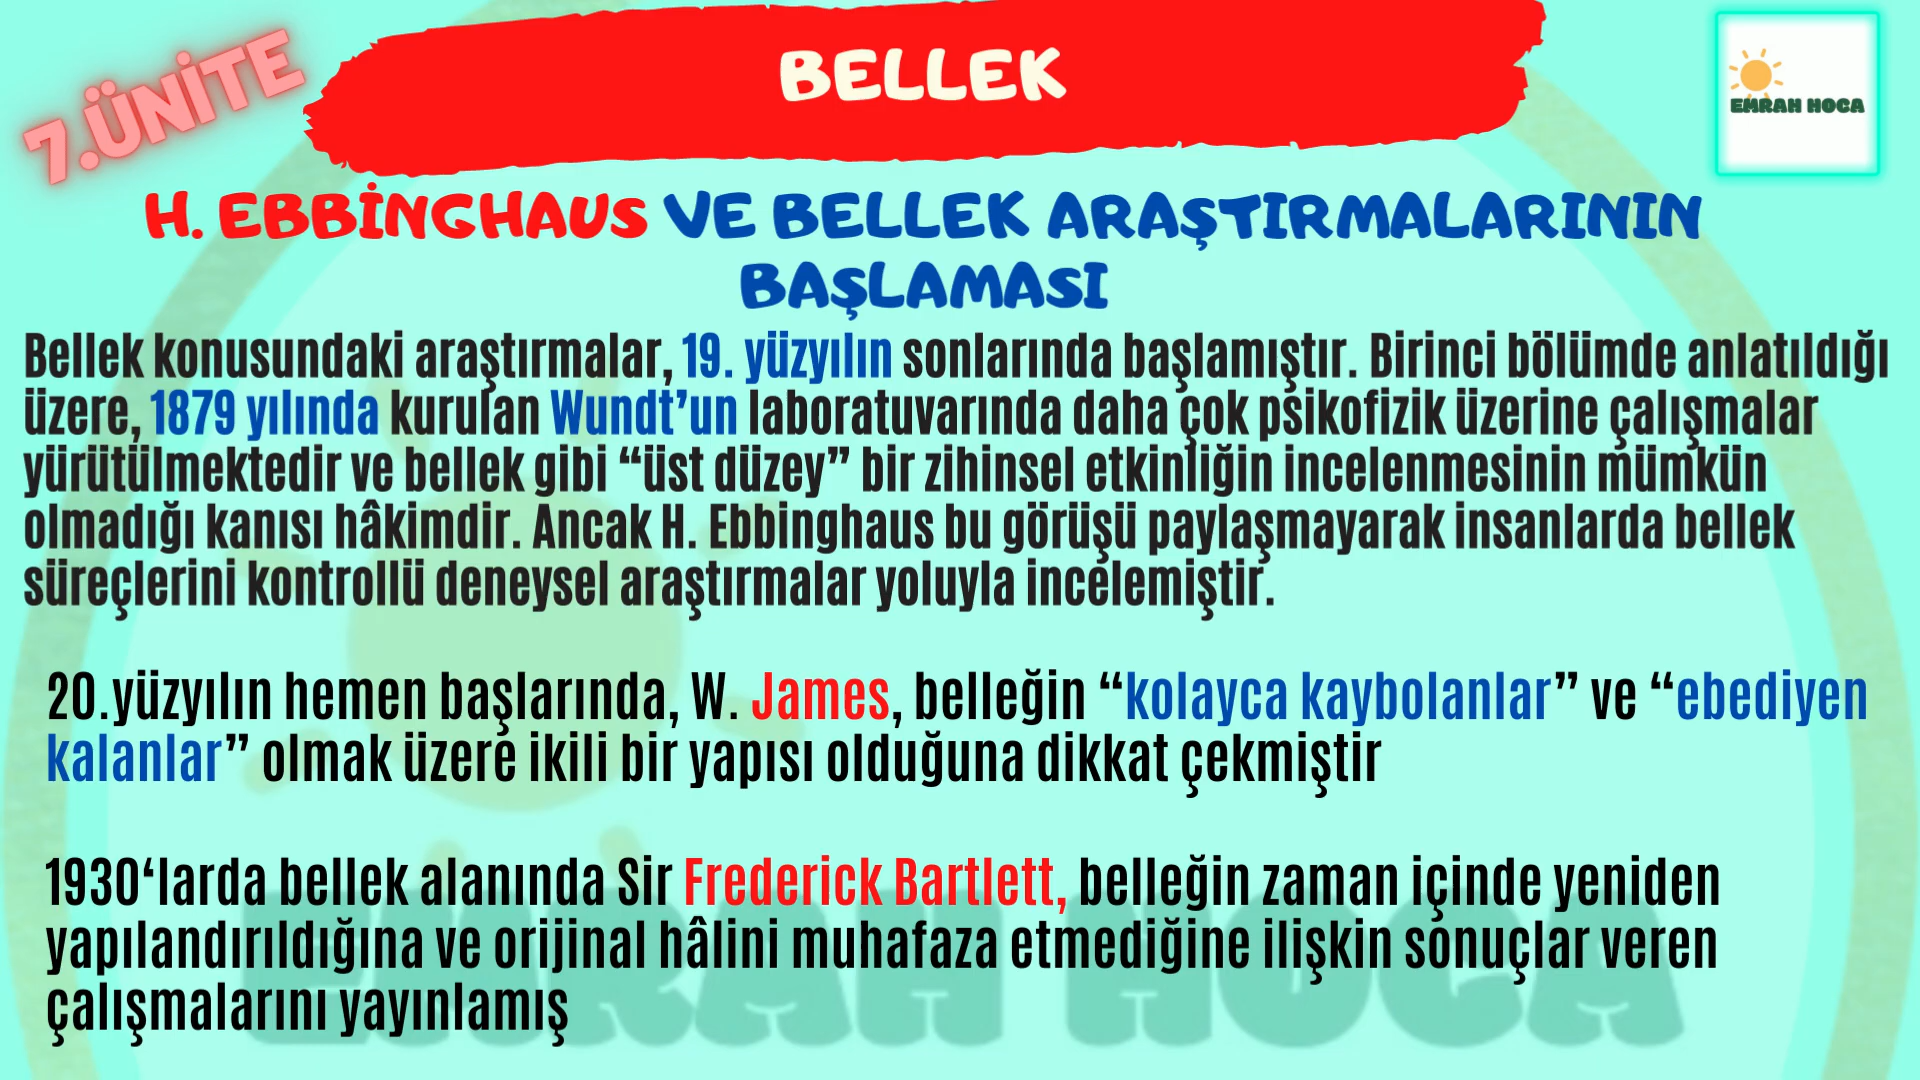 7.ÜNİTE
BELLEK
EMRAH HOCA
H. EBBİNGHAUS VE BELLEK ARAŞTIRMALARININ
BAŞLAMASI
Bellek konusundaki araştırmalar, 19. yüzyılın sonlarında başlamıştır. Birinci bölümde anlatıldığı
üzere, 1879 yılında kurulan Wundt’un laboratuvarında daha çok psikofizik üzerine çalışmalar
yürütülmektedir ve bellek gibi “üst düzey” bir zihinsel etkinliğin incelenmesinin mümkün
olmadığı kanısı hâkimdir. Ancak H. Ebbinghaus bu görüşü paylaşmayarak insanlarda bellek
süreçlerini kontrollü deneysel araştırmalar yoluyla incelemiştir.
20.yüzyılın hemen başlarında, W. James, belleğin “kolayca kaybolanlar” ve “ebediyen
kalanlar” olmak üzere ikili bir yapısı olduğuna dikkat çekmiştir
1930‘larda bellek alanında Sir Frederick Bartlett, belleğin zaman içinde yeniden
yapılandırıldığına ve orijinal hâlini muhafaza etmediğine ilişkin sonuçlar veren
çalışmalarını yayınlamış
EMRAH HOCA